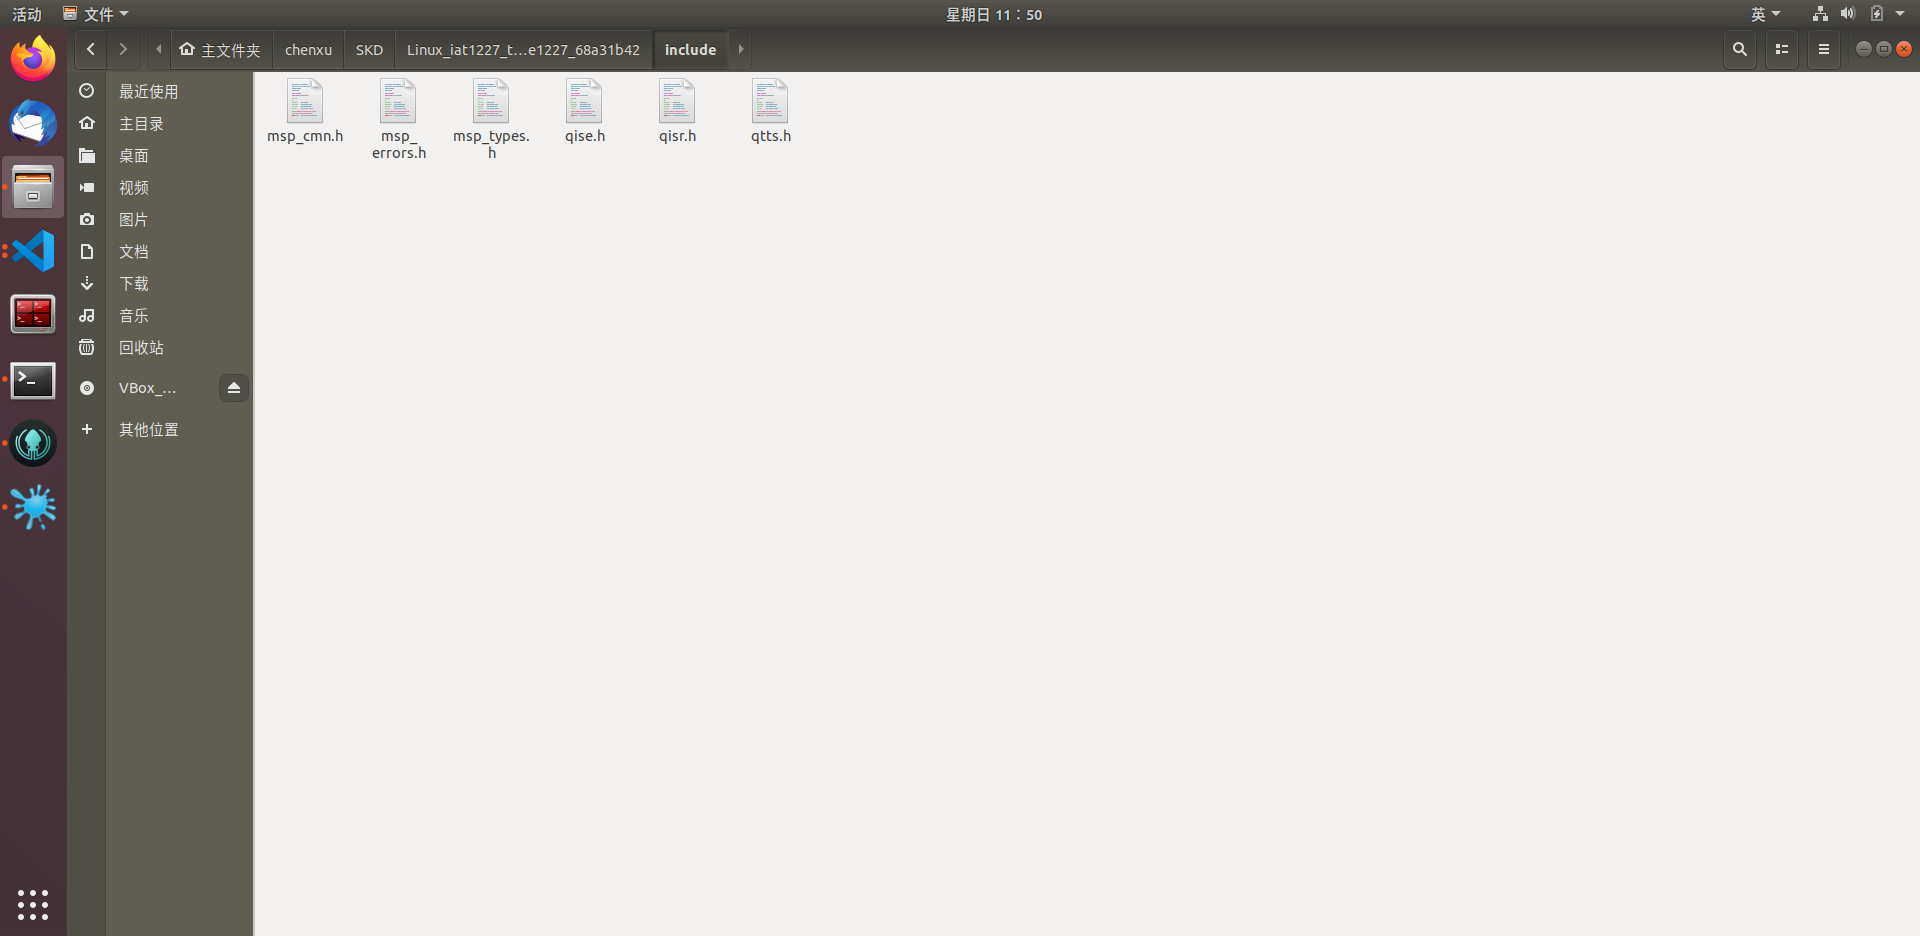 活动 文件 星期日 11：50 英
主文件夹 chenxu SKD Linux_iat1227_t…e1227_68a31b42 include
最近使用
主目录
桌面
视频
图片
文档
下载
音乐
回收站
VBox_…
其他位置
msp_cmn.h
msp_
errors.h
msp_types.
h
qise.h
qisr.h
qtts.h